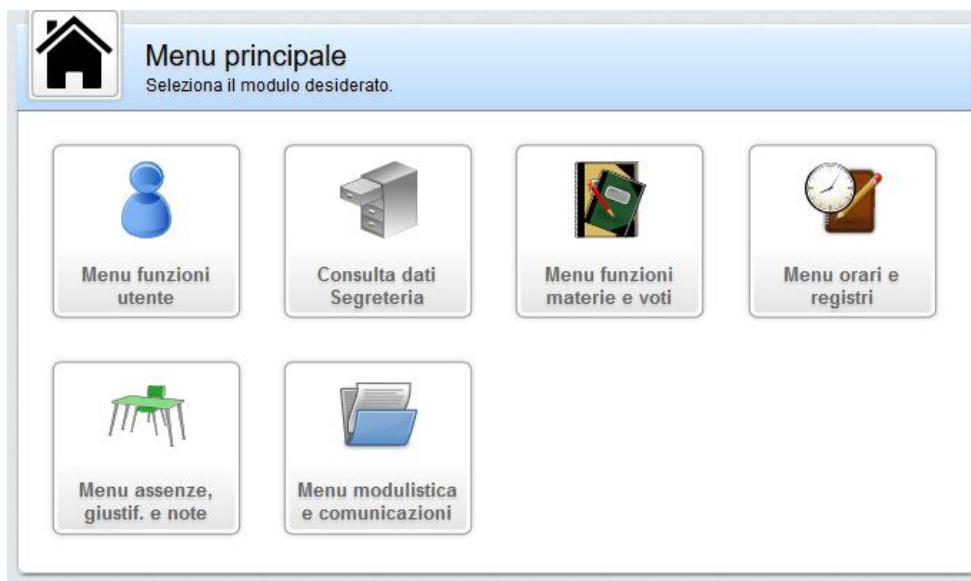 Menu principale
Seleziona il modulo desiderato.
Menu funzioni
utente
Consulta dati
Segreteria
Menu funzioni
materie e voti
Menu orari e
registri
Menu assenze,
giustif. e note
Menu modulistica
e comunicazioni